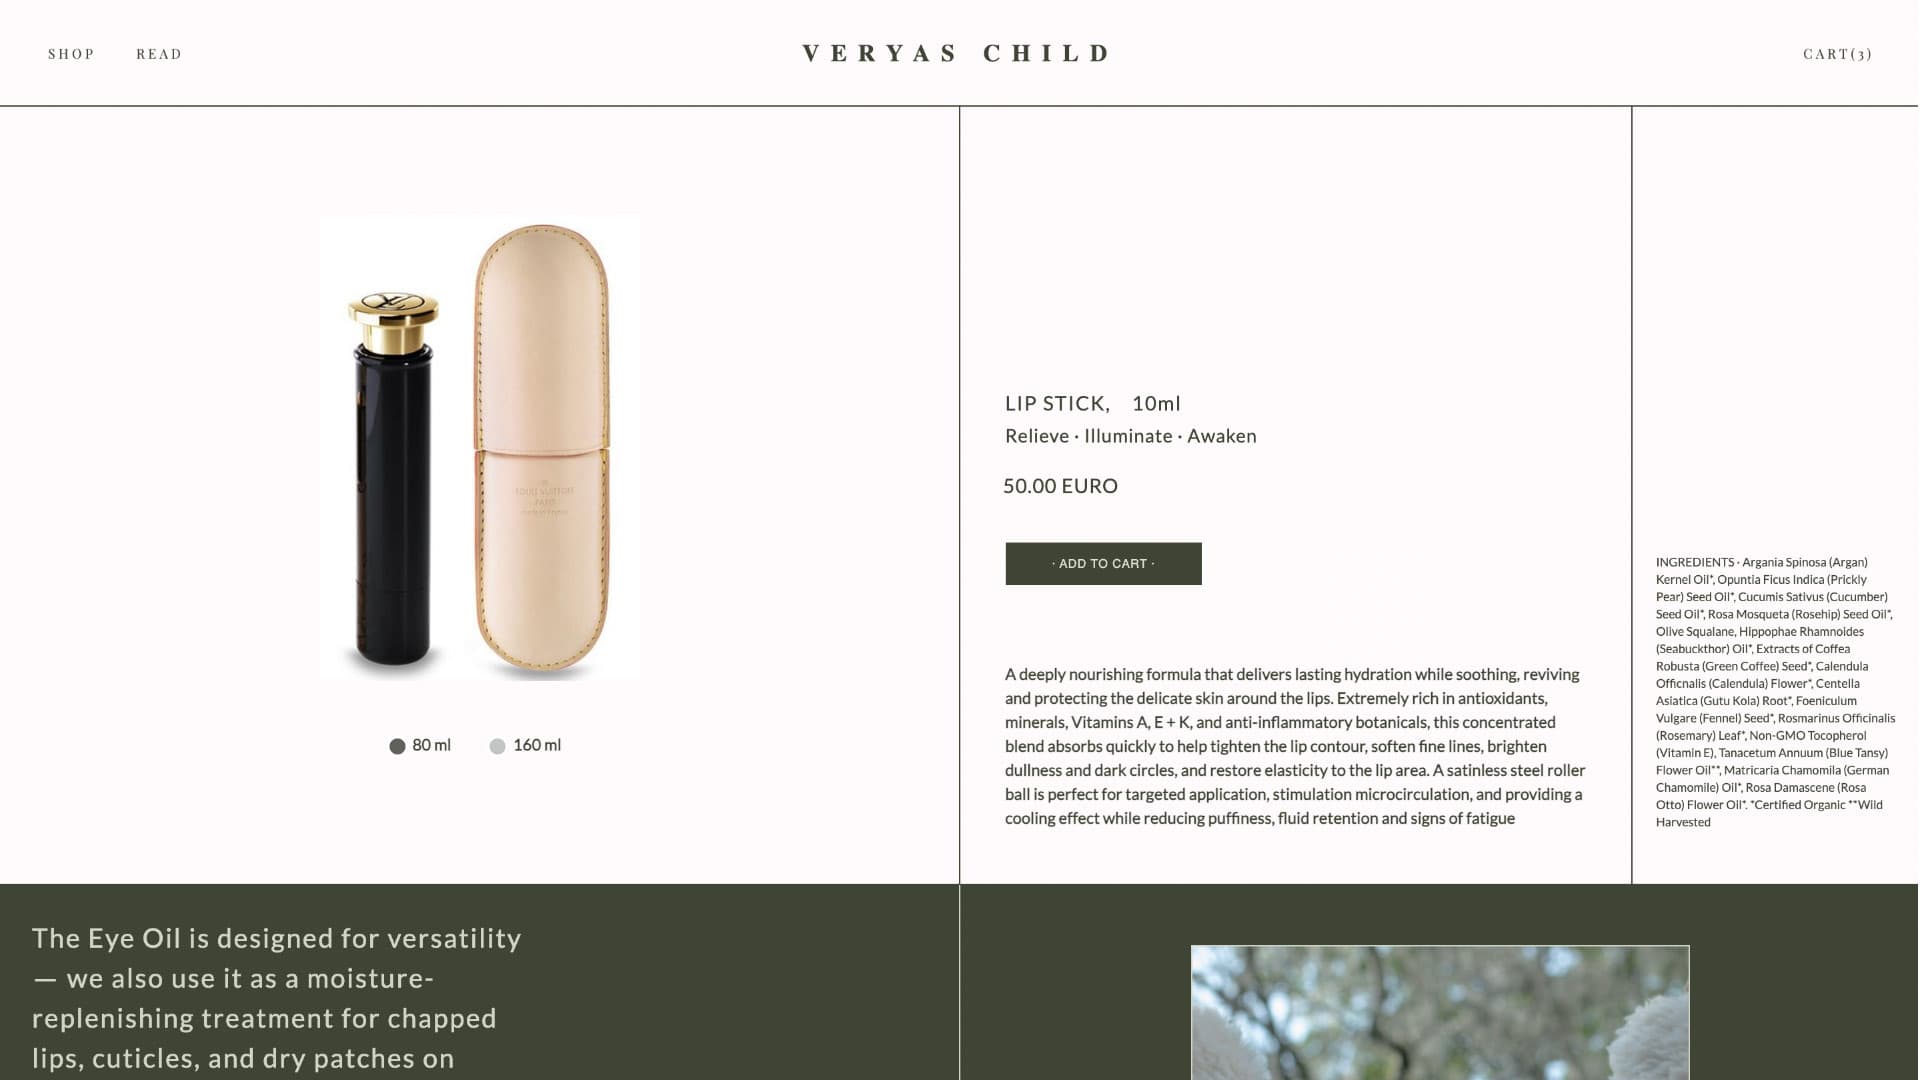 SHOP
READ
VERYAS CHILD
CART(3)
LV
LOUIS VUITTON
PARIS
made in France
80 ml
160 ml
LIP STICK, 10ml
Relieve · Illuminate · Awaken
50.00 EURO
· ADD TO CART ·
A deeply nourishing formula that delivers lasting hydration while soothing, reviving
and protecting the delicate skin around the lips. Extremely rich in antioxidants,
minerals, Vitamins A, E + K, and anti-inflammatory botanicals, this concentrated
blend absorbs quickly to help tighten the lip contour, soften fine lines, brighten
dullness and dark circles, and restore elasticity to the lip area. A satinless steel roller
ball is perfect for targeted application, stimulation microcirculation, and providing a
cooling effect while reducing puffiness, fluid retention and signs of fatigue
INGREDIENTS · Argania Spinosa (Argan)
Kernel Oil*, Opuntia Ficus Indica (Prickly
Pear) Seed Oil*, Cucumis Sativus (Cucumber)
Seed Oil*, Rosa Mosqueta (Rosehip) Seed Oil*,
Olive Squalane, Hippophae Rhamnoides
(Seabuckthor) Oil*, Extracts of Coffea
Robusta (Green Coffee) Seed*, Calendula
Officnalis (Calendula) Flower*, Centella
Asiatica (Gutu Kola) Root*, Foeniculum
Vulgare (Fennel) Seed*, Rosmarinus Officinalis
(Rosemary) Leaf*, Non-GMO Tocopherol
(Vitamin E), Tanacetum Annuum (Blue Tansy)
Flower Oil**, Matricaria Chamomila (German
Chamomile) Oil*, Rosa Damascene (Rosa
Otto) Flower Oil*. *Certified Organic **Wild
Harvested
The Eye Oil is designed for versatility
— we also use it as a moisture-
replenishing treatment for chapped
lips, cuticles, and dry patches on